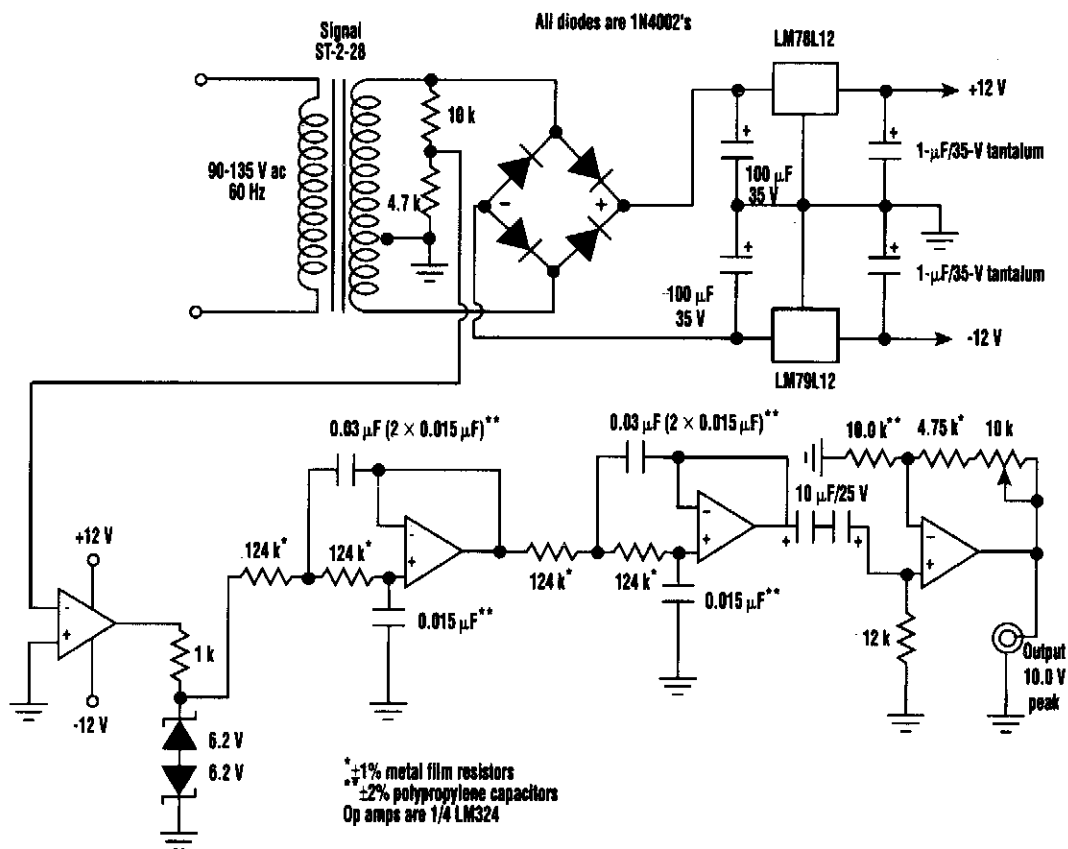 All diodes are 1N4002's
Signal
ST-2-28
LM78L12
+12 V
10 k
90-135 V ac
60 Hz
4.7 k
-
+
+
100 µF
35 V
+
1-µF/35-V tantalum
+
100 µF
35 V
+
1-µF/35-V tantalum
-12 V
LM79L12
0.03 µF (2 × 0.015 µF)**
0.03 µF (2 × 0.015 µF)**
10.0 k**
4.75 k*
10 k
10 µF/25 V
+12 V
124 k*
124 k*
-
+
124 k*
124 k*
-
+
+
+
-
+
-
+
0.015 µF**
0.015 µF**
1 k
12 k
Output
10.0 V
peak
-12 V
6.2 V
6.2 V
*±1% metal film resistors
**±2% polypropylene capacitors
Op amps are 1/4 LM324